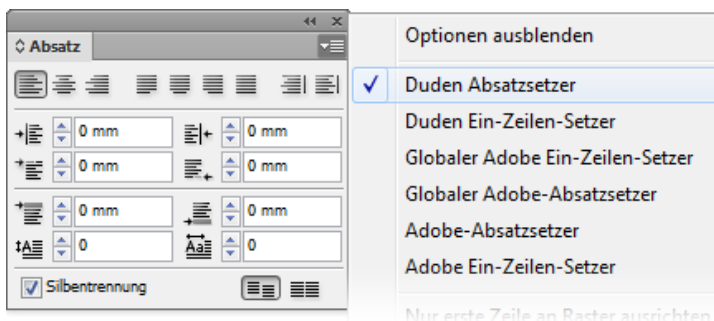 Absatz
0 mm
0 mm
0 mm
0 mm
0 mm
0 mm
0
0
Silbentrennung
Optionen ausblenden
Duden Absatzsetzer
Duden Ein-Zeilen-Setzer
Globaler Adobe Ein-Zeilen-Setzer
Globaler Adobe-Absatzsetzer
Adobe-Absatzsetzer
Adobe Ein-Zeilen-Setzer
Nur erste Zeile an Raster ausrichten